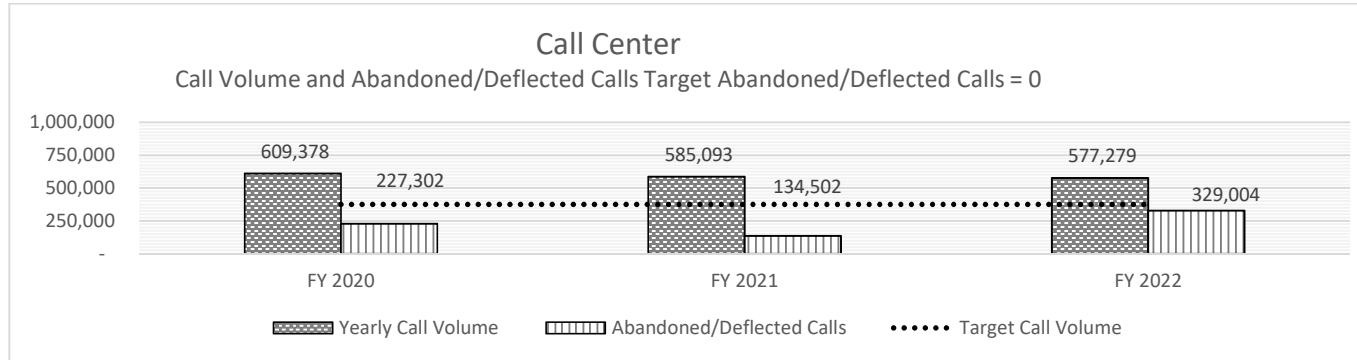 Call Center
Call Volume and Abandoned/Deflected Calls Target Abandoned/Deflected Calls = 0
1,000,000
750,000
500,000
250,000
-
609,378
227,302
585,093
134,502
577,279
329,004
FY 2020
FY 2021
FY 2022
Yearly Call Volume
Abandoned/Deflected Calls
Target Call Volume